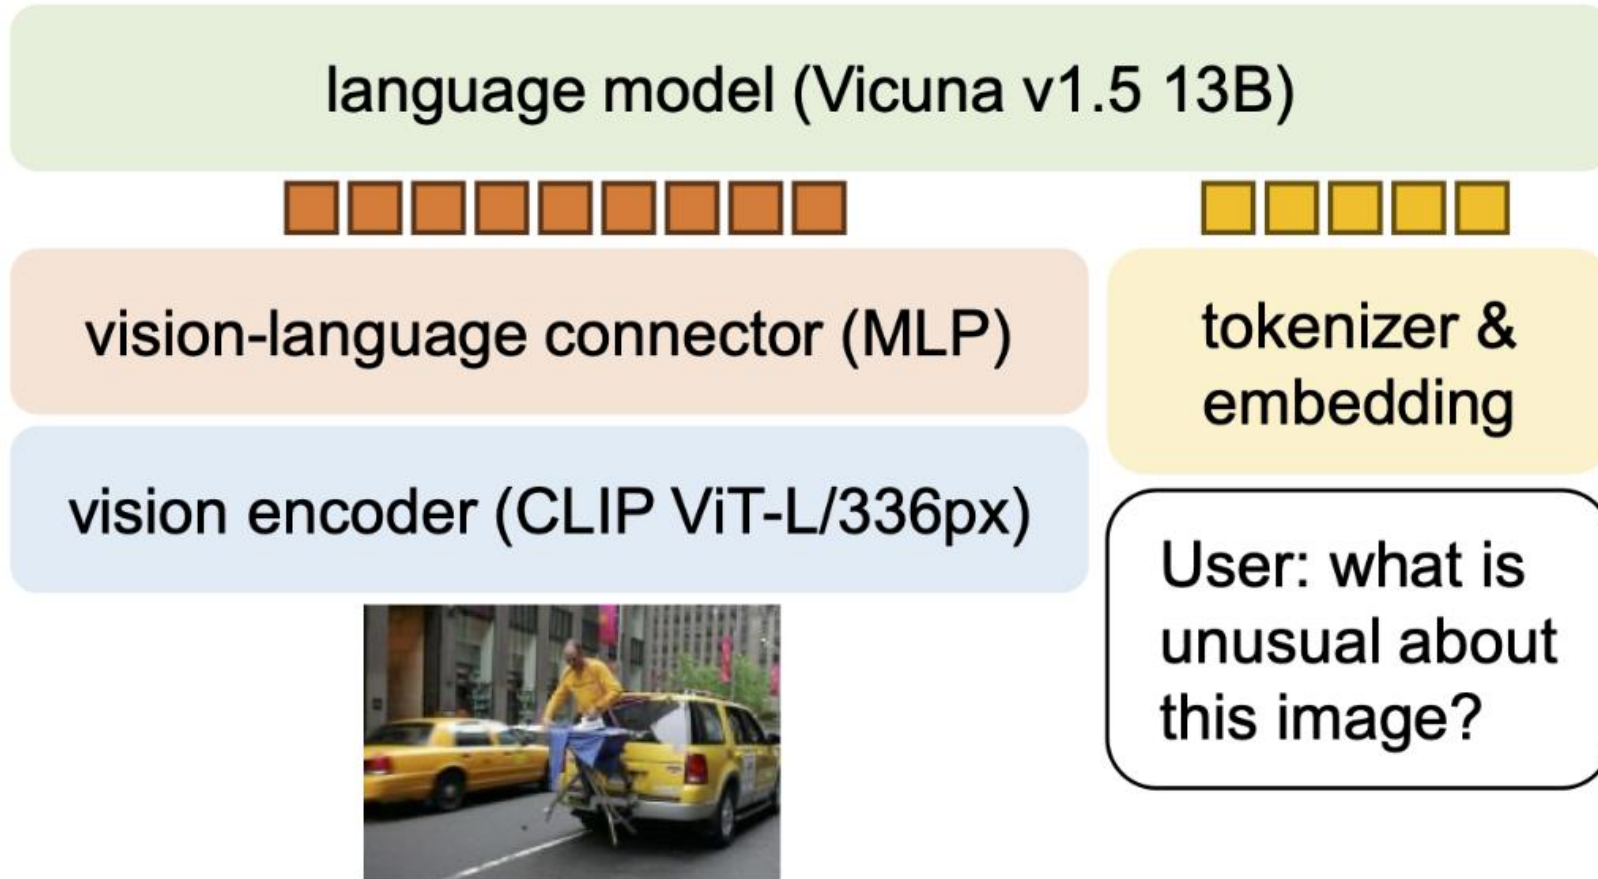 language model (Vicuna v1.5 13B)
vision-language connector (MLP)
tokenizer &
embedding
vision encoder (CLIP ViT-L/336px)
User: what is
unusual about
this image?